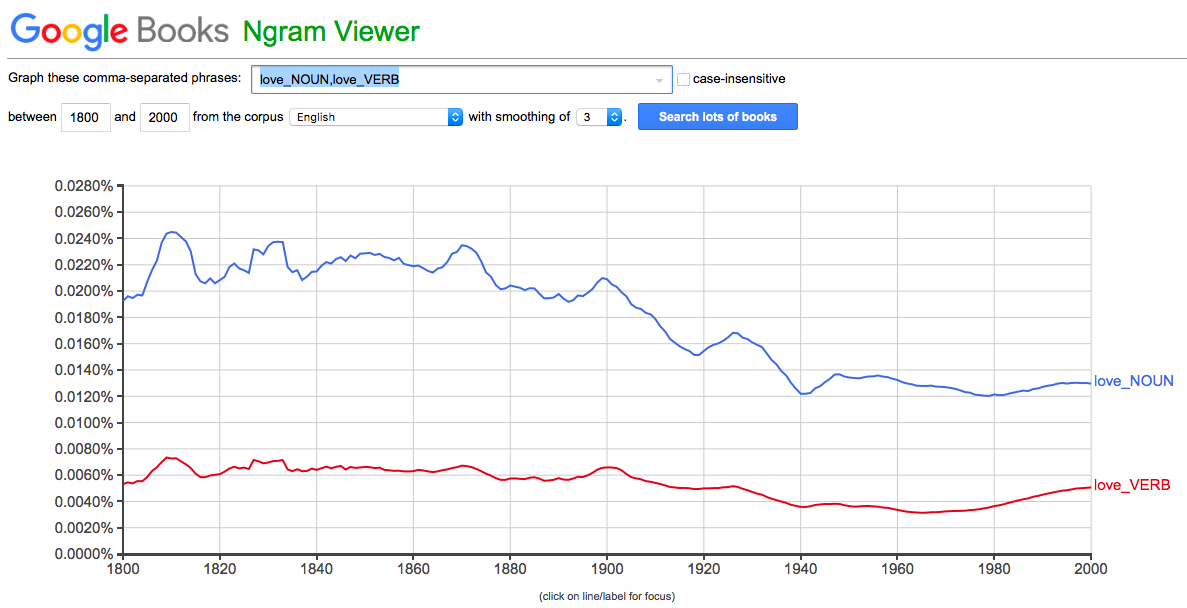 Google Books Ngram Viewer
Graph these comma-separated phrases: love_NOUN,love_VERB case-insensitive
between 1800 and 2000 from the corpus English with smoothing of 3 . Search lots of books
0.0280%
0.0260%
0.0240%
0.0220%
0.0200%
0.0180%
0.0160%
0.0140%
love_NOUN
0.0120%
0.0100%
0.0080%
0.0060%
love_VERB
0.0040%
0.0020%
0.0000%
1800 1820 1840 1860 1880 1900 1920 1940 1960 1980 2000
(click on line/label for focus)